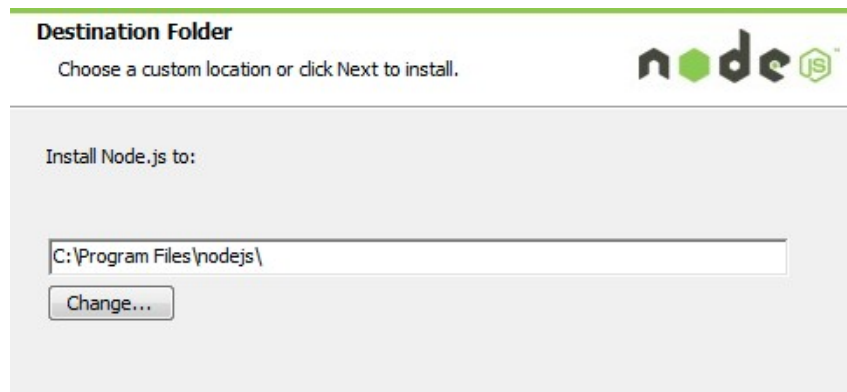 Destination Folder
Choose a custom location or click Next to install.
node JS
Install Node.js to:
C:\Program Files\nodejs\
Change...